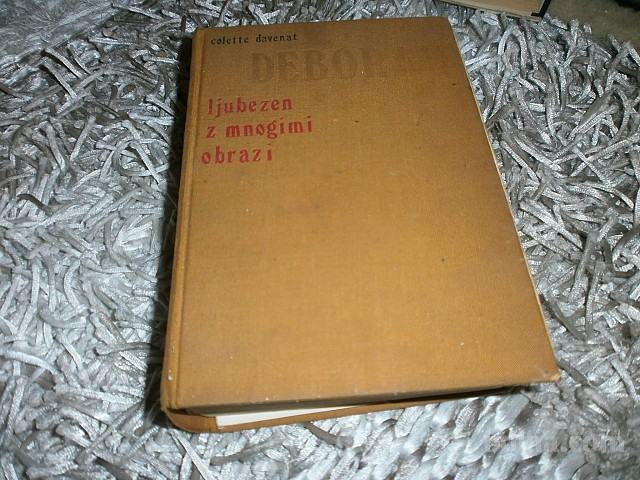 colette davenat
DEBOR
ljubezen
z mnogimi
obrazi